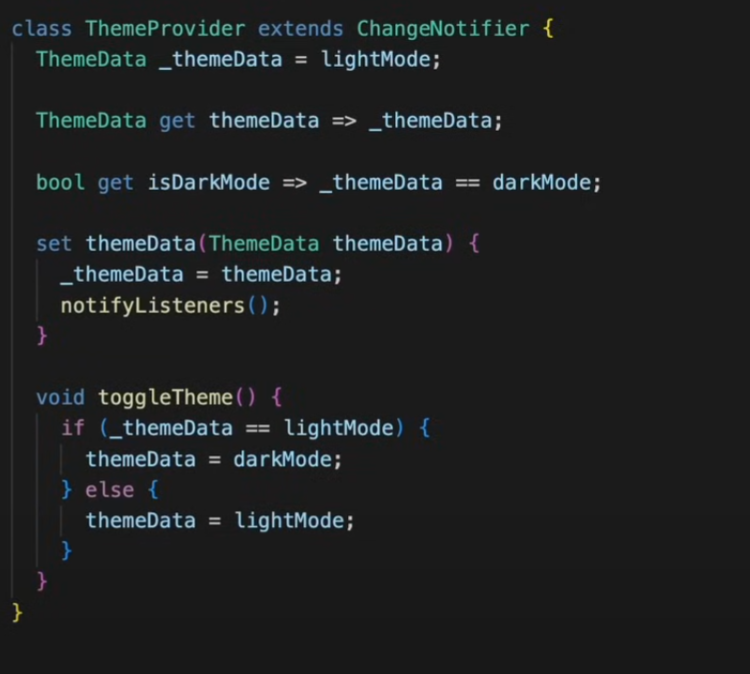 class ThemeProvider extends ChangeNotifier {
ThemeData _themeData = lightMode;
ThemeData get themeData => _themeData;
bool get isDarkMode => _themeData == darkMode;
set themeData(ThemeData themeData) {
_themeData = themeData;
notifyListeners();
}
void toggleTheme() {
if (_themeData == lightMode) {
themeData = darkMode;
} else {
themeData = lightMode;
}
}
}